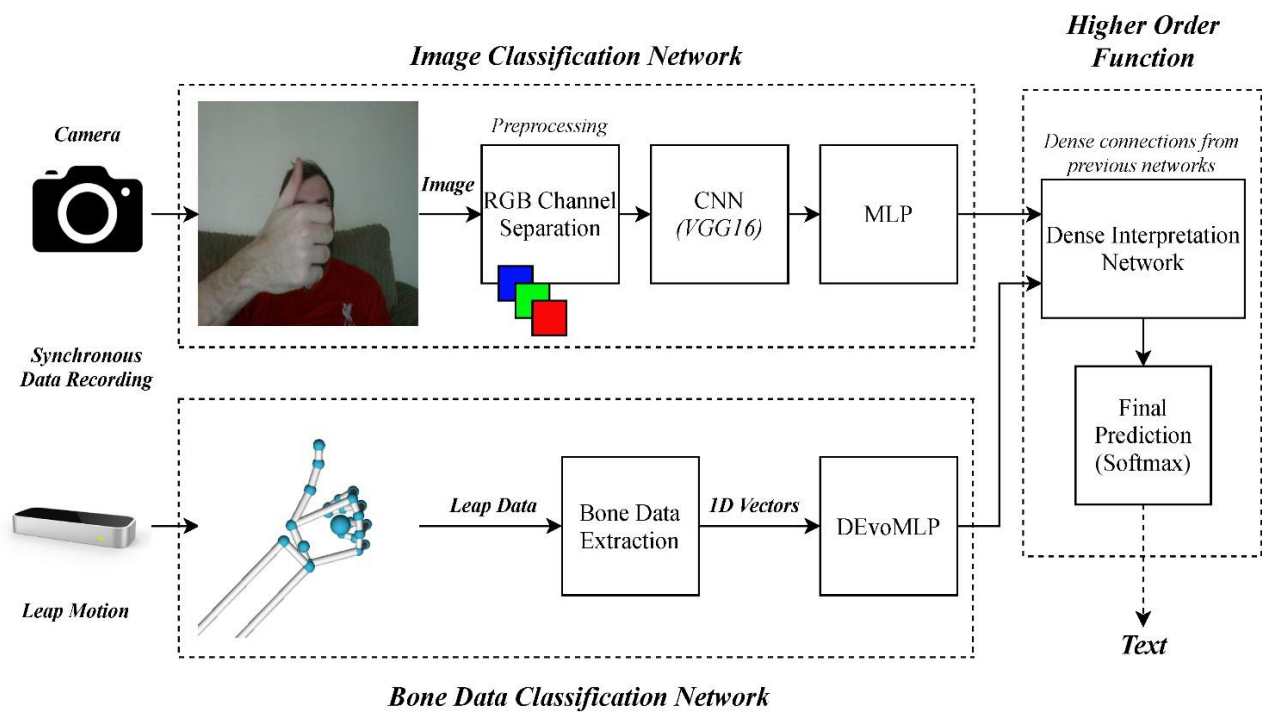 Image Classification Network
Higher Order
Function
Camera
Image
Preprocessing
RGB Channel
Separation
CNN
(VGG16)
MLP
Dense connections from
previous networks
Dense Interpretation
Network
Final
Prediction
(Softmax)
Text
Synchronous
Data Recording
Leap Motion
Leap Data
Bone Data
Extraction
1D Vectors
DEvoMLP
Bone Data Classification Network